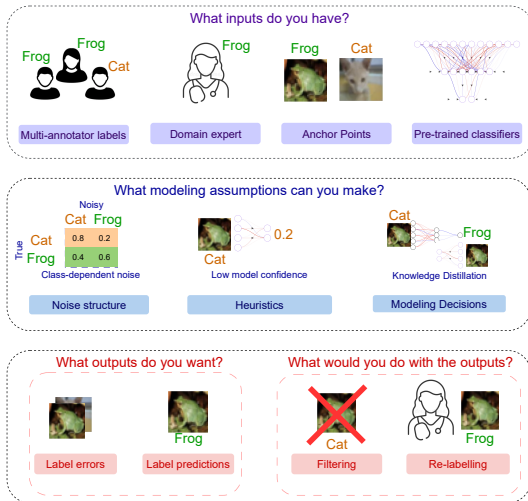 What inputs do you have?
Frog
Frog
Cat
Frog
Frog
Cat
Multi-annotator labels
Domain expert
Anchor Points
Pre-trained classifiers
What modeling assumptions can you make?
Noisy
Cat Frog
True
Cat 0.8 0.2
Frog 0.4 0.6
Class-dependent noise
0.2
Cat
Low model confidence
Cat
Frog
Knowledge Distillation
Noise structure
Heuristics
Modeling Decisions
What outputs do you want?
What would you do with the outputs?
Frog
Cat
Frog
Label errors
Label predictions
Filtering
Re-labelling